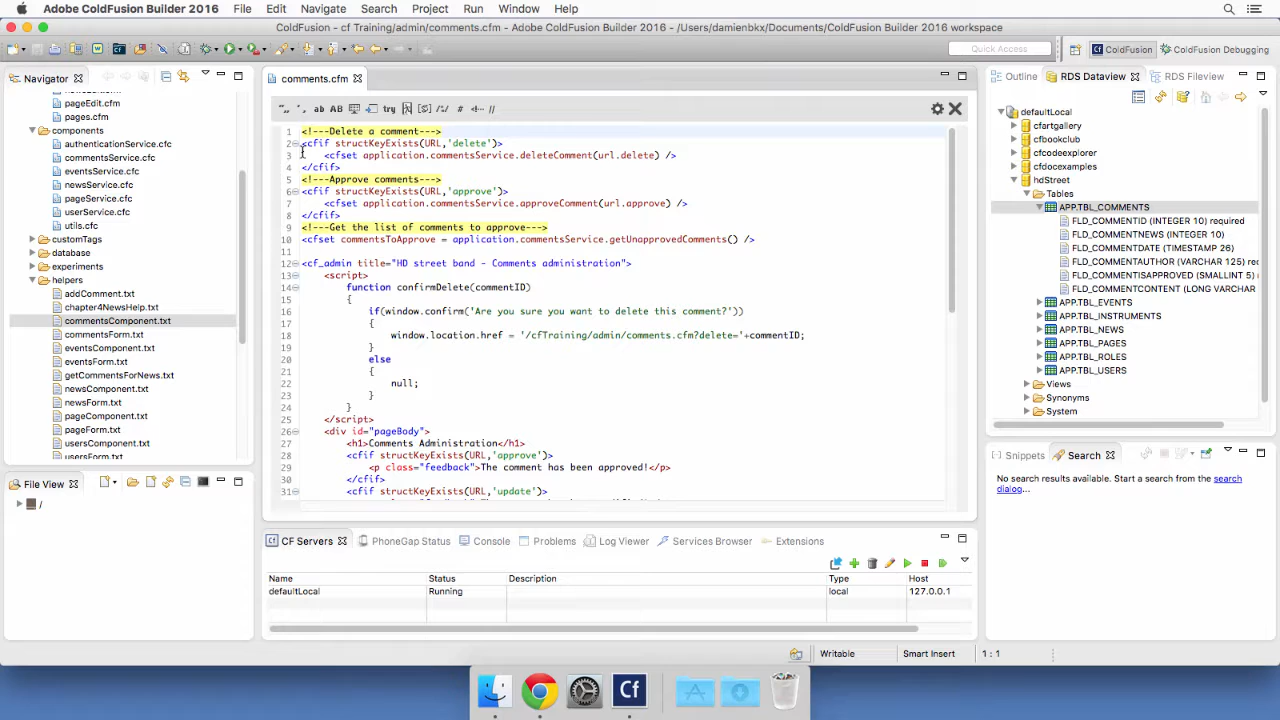 Adobe ColdFusion Builder 2016 File Edit Navigate Search Project Run Window Help
ColdFusion - cf Training/admin/comments.cfm - Adobe ColdFusion Builder 2016 - /Users/damienbkx/Documents/ColdFusion Builder 2016 workspace
Quick Access
ColdFusion
ColdFusion Debugging
Navigator
pageEdit.cfm
pages.cfm
components
authenticationService.cfc
commentsService.cfc
eventsService.cfc
newsService.cfc
pageService.cfc
userService.cfc
utils.cfc
customTags
database
experiments
helpers
addComment.txt
chapter4NewsHelp.txt
commentsComponent.txt
commentsForm.txt
eventsComponent.txt
eventsForm.txt
getCommentsForNews.txt
newsComponent.txt
newsForm.txt
pageComponent.txt
pageForm.txt
usersComponent.txt
usersForm.txt
File View
/
comments.cfm
ab AB try # //
1 <!---Delete a comment--->
2 <cfif structKeyExists(URL,'delete')>
3 <cfset application.commentsService.deleteComment(url.delete) />
4 </cfif>
5 <!---Approve comments--->
6 <cfif structKeyExists(URL,'approve')>
7 <cfset application.commentsService.approveComment(url.approve) />
8 </cfif>
9 <!---Get the list of comments to approve--->
10 <cfset commentsToApprove = application.commentsService.getUnapprovedComments() />
11
12 <cf_admin title="HD street band - Comments administration">
13 <script>
14 function confirmDelete(commentID)
15 {
16 if(window.confirm('Are you sure you want to delete this comment?'))
17 {
18 window.location.href = '/cfTraining/admin/comments.cfm?delete='+commentID;
19 }
20 else
21 {
22 null;
23 }
24 }
25 </script>
26 <div id="pageBody">
27 <h1>Comments Administration</h1>
28 <cfif structKeyExists(URL,'approve')>
29 <p class="feedback">The comment has been approved!</p>
30 </cfif>
31 <cfif structKeyExists(URL,'update')>
CF Servers PhoneGap Status Console Problems Log Viewer Services Browser Extensions
Name Status Description Type Host
defaultLocal Running local 127.0.0.1
Outline RDS Dataview RDS Fileview
defaultLocal
cfartgallery
cfbookclub
cfcodeexplorer
cfdocexamples
hdStreet
Tables
APP.TBL_COMMENTS
FLD_COMMENTID (INTEGER 10) required
FLD_COMMENTNEWS (INTEGER 10)
FLD_COMMENTDATE (TIMESTAMP 26)
FLD_COMMENTAUTHOR (VARCHAR 125) requ
FLD_COMMENTISAPPROVED (SMALLINT 5) r
FLD_COMMENTCONTENT (LONG VARCHAR
APP.TBL_EVENTS
APP.TBL_INSTRUMENTS
APP.TBL_NEWS
APP.TBL_PAGES
APP.TBL_ROLES
APP.TBL_USERS
Views
Synonyms
System
Snippets Search
No search results available. Start a search from the search
dialog...
Writable Smart Insert 1 : 1
Cf